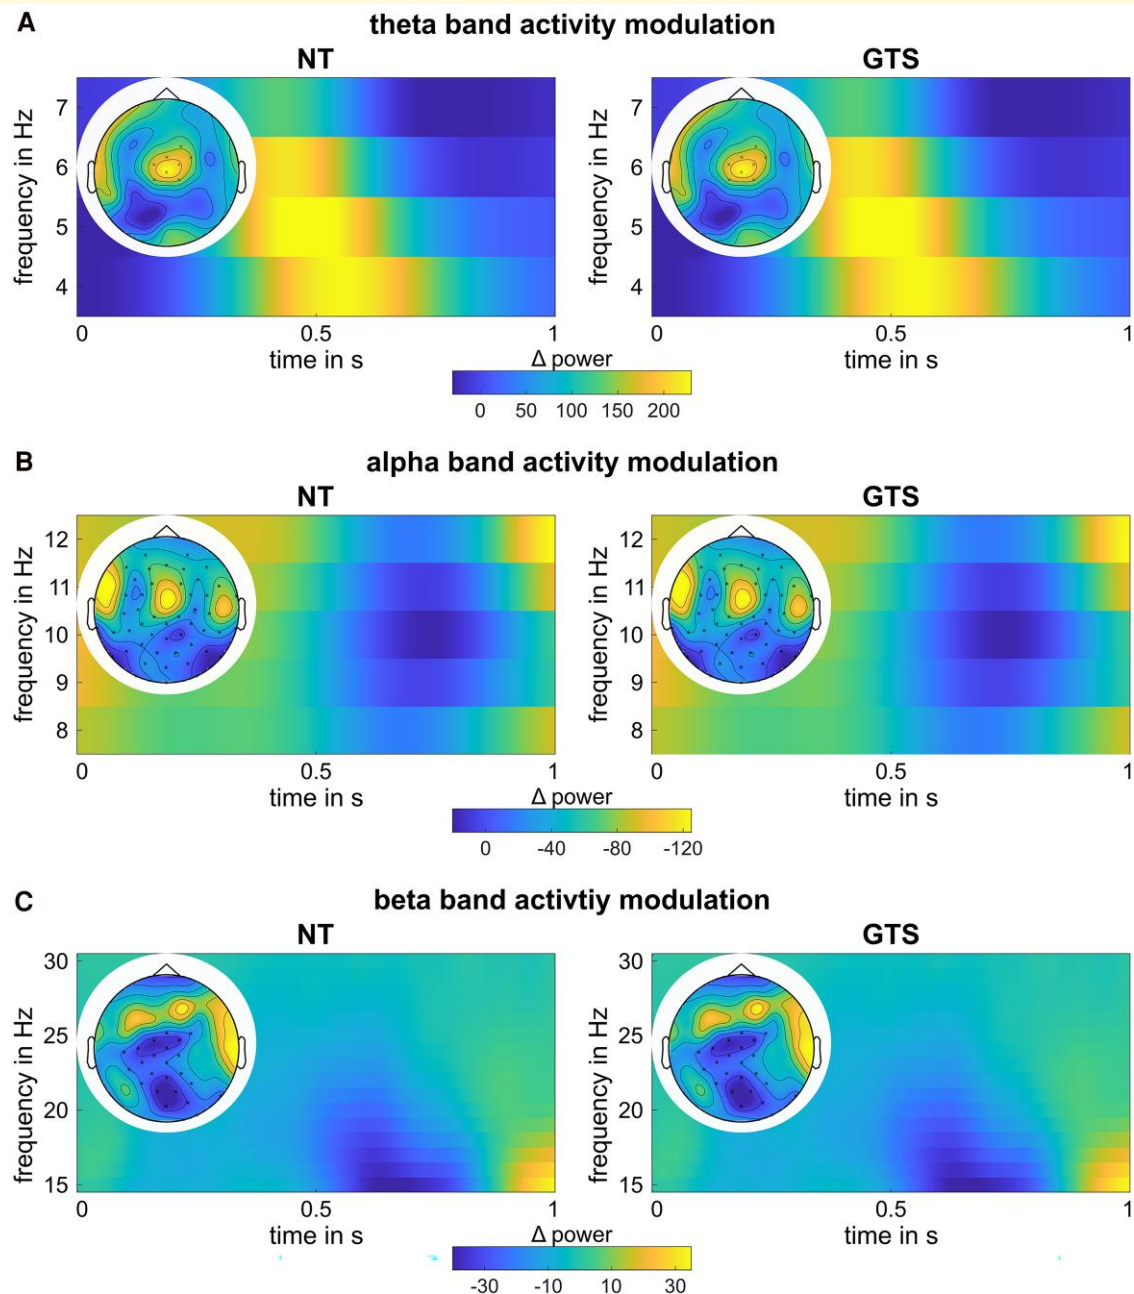 A
theta band activity modulation
NT
GTS
frequency in Hz
7
6
5
4
0 0.5 1
time in s
frequency in Hz
7
6
5
4
0 0.5 1
time in s
Δ power
0 50 100 150 200
B
alpha band activity modulation
NT
GTS
frequency in Hz
12
11
10
9
8
0 0.5 1
time in s
frequency in Hz
12
11
10
9
8
0 0.5 1
time in s
Δ power
0 -40 -80 -120
C
beta band activtiy modulation
NT
GTS
frequency in Hz
30
25
20
15
0 0.5 1
time in s
frequency in Hz
30
25
20
15
0 0.5 1
time in s
Δ power
-30 -10 10 30